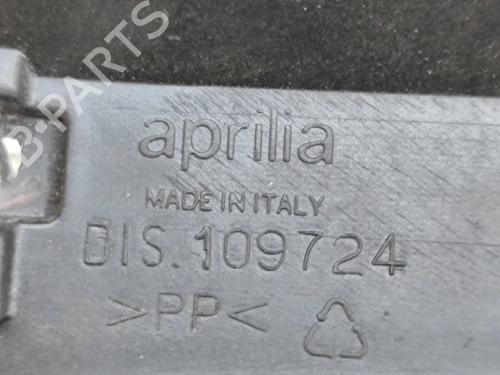 B-PARTS
aprilia
MADE IN ITALY
DIS.109724
>PP<